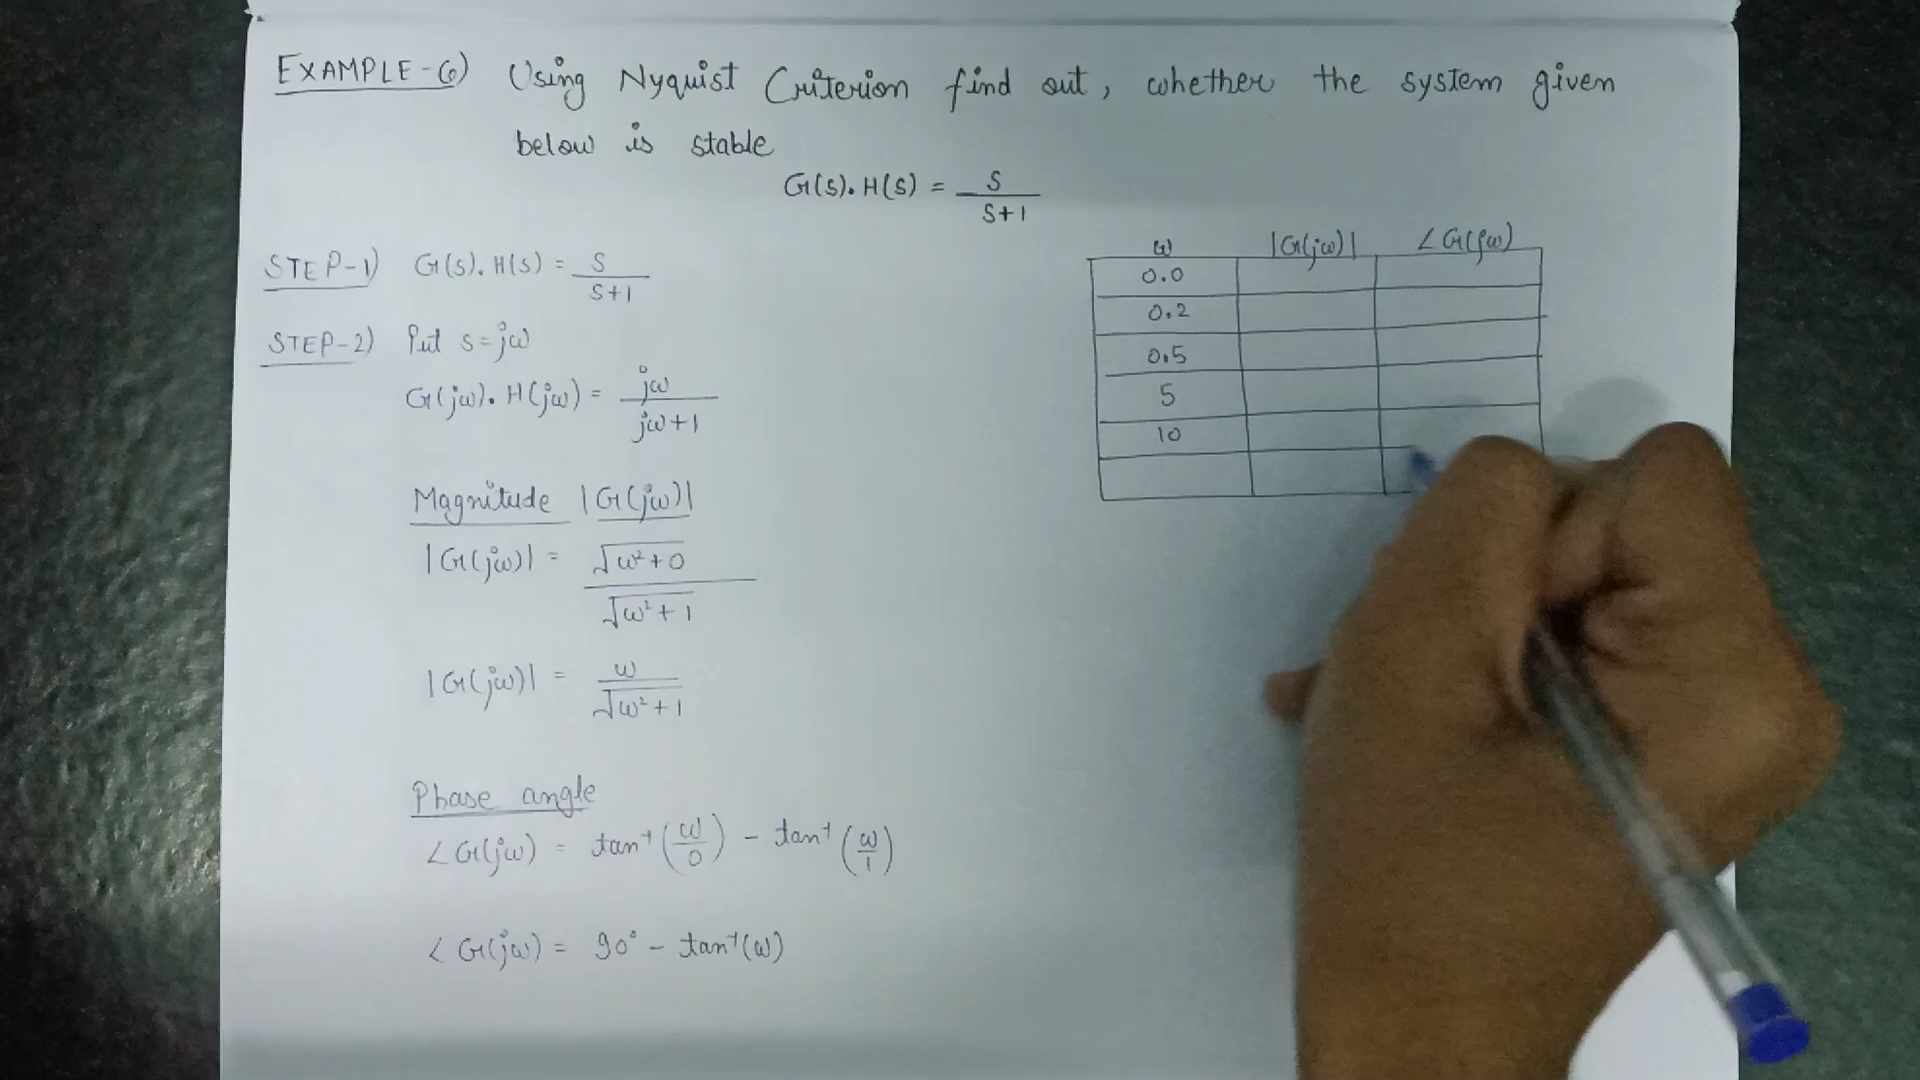 EXAMPLE-6) Using Nyquist Criterion find out, whether the system given
below is stable
G(s).H(s) = s
s+1
STEP-1) G(s).H(s) = s
s+1
STEP-2) Put s=jω
G(jω).H(jω) = jω
jω+1
Magnitude |G(jω)|
|G(jω)| = √ω²+0
√ω²+1
|G(jω)| = ω
√ω²+1
Phase angle
∠G(jω) = tan⁻¹(ω/0) - tan⁻¹(ω/1)
∠G(jω) = 90° - tan⁻¹(ω)
ω |G(jω)| ∠G(jω)
0.0
0.2
0.5
5
10